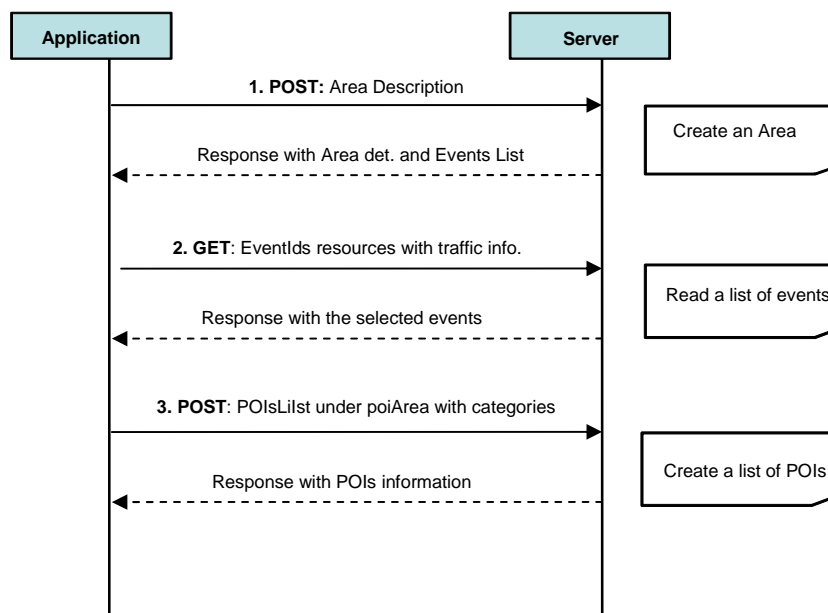 Application
Server
1. POST: Area Description
Create an Area
Response with Area det. and Events List
2. GET: EventIds resources with traffic info.
Read a list of events
Response with the selected events
3. POST: POIsLiIst under poiArea with categories
Create a list of POIs
Response with POIs information